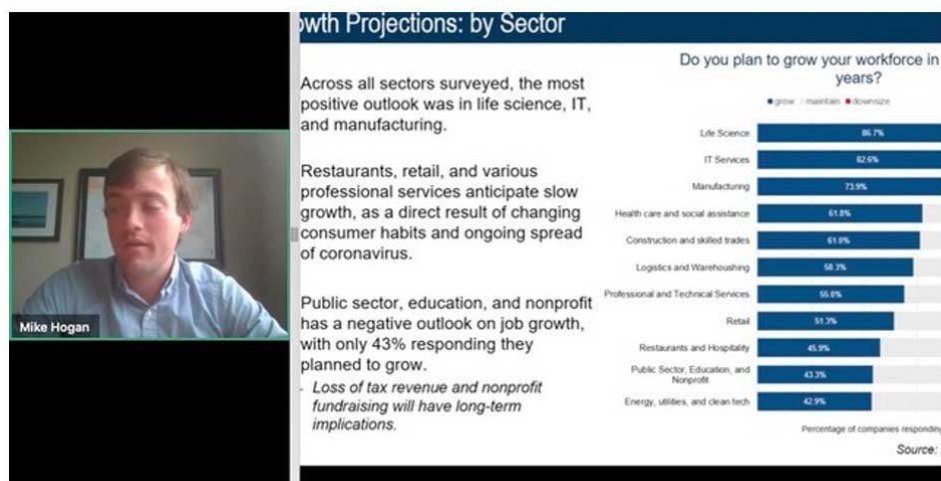 owth Projections: by Sector
Across all sectors surveyed, the most
positive outlook was in life science, IT,
and manufacturing.
Restaurants, retail, and various
professional services anticipate slow
growth, as a direct result of changing
consumer habits and ongoing spread
of coronavirus.
Public sector, education, and nonprofit
has a negative outlook on job growth,
with only 43% responding they
planned to grow.
- Loss of tax revenue and nonprofit
fundraising will have long-term
implications.
Mike Hogan
Do you plan to grow your workforce in
years?
grow maintain downsize
Life Science 86.7%
IT Services 82.6%
Manufacturing 73.9%
Health care and social assistance 61.8%
Construction and skilled trades 61.0%
Logistics and Warehoushing 58.3%
Professional and Technical Services 55.0%
Retail 51.3%
Restaurants and Hospitality 45.9%
Public Sector, Education, and
Nonprofit 43.3%
Energy, utilities, and clean tech 42.9%
Percentage of companies responding
Source: